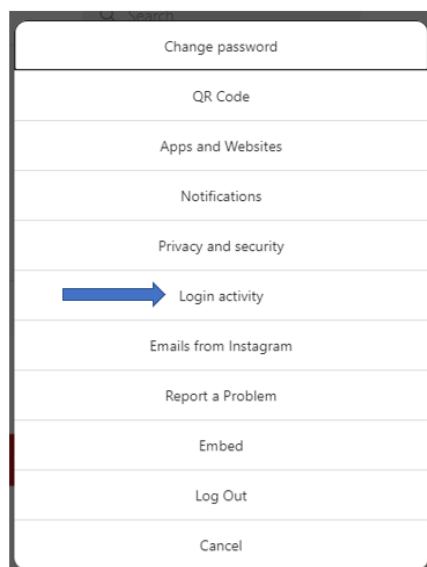 Search
Change password
QR Code
Apps and Websites
Notifications
Privacy and security
Login activity
Emails from Instagram
Report a Problem
Embed
Log Out
Cancel